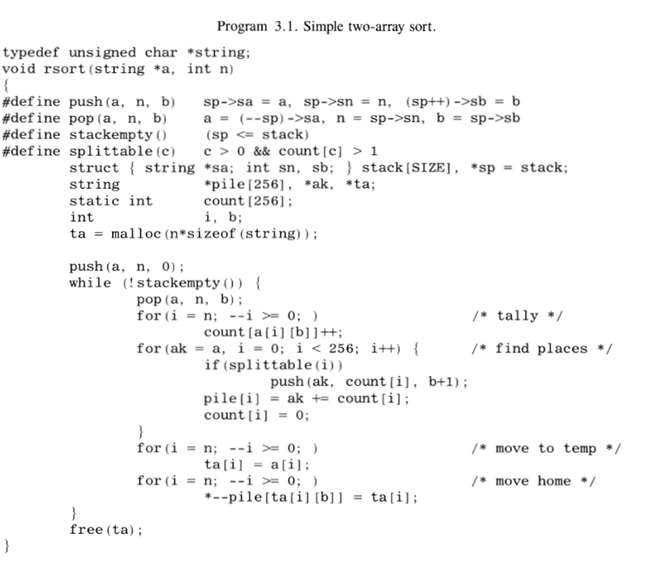 Program 3.1. Simple two-array sort.
typedef unsigned char *string;
void rsort(string *a, int n)
{
#define push(a, n, b) sp->sa = a, sp->sn = n, (sp++)->sb = b
#define pop(a, n, b) a = (--sp)->sa, n = sp->sn, b = sp->sb
#define stackempty() (sp <= stack)
#define splittable(c) c > 0 && count[c] > 1
struct { string *sa; int sn, sb; } stack[SIZE], *sp = stack;
string *pile[256], *ak, *ta;
static int count[256];
int i, b;
ta = malloc(n*sizeof(string));
push(a, n, 0);
while (!stackempty()) {
pop(a, n, b);
for(i = n; --i >= 0; ) /* tally */
count[a[i][b]]++;
for(ak = a, i = 0; i < 256; i++) { /* find places */
if(splittable(i))
push(ak, count[i], b+1);
pile[i] = ak += count[i];
count[i] = 0;
}
for(i = n; --i >= 0; ) /* move to temp */
ta[i] = a[i];
for(i = n; --i >= 0; ) /* move home */
*--pile[ta[i][b]] = ta[i];
}
free(ta);
}